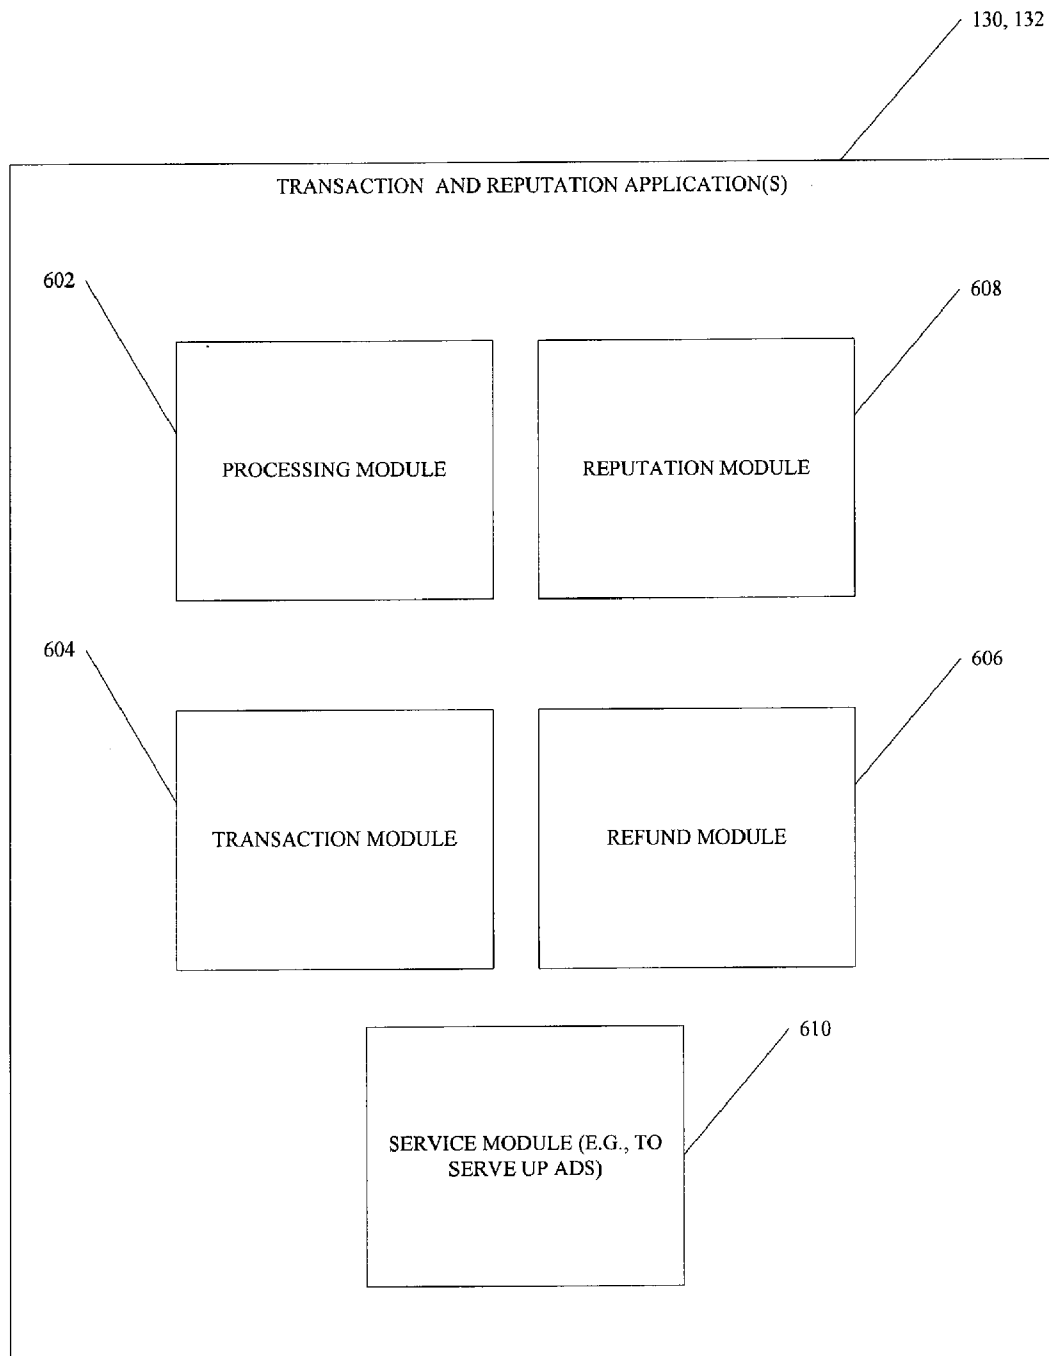 130, 132
TRANSACTION AND REPUTATION APPLICATION(S)
602
608
PROCESSING MODULE
REPUTATION MODULE
604
606
TRANSACTION MODULE
REFUND MODULE
610
SERVICE MODULE (E.G., TO
SERVE UP ADS)